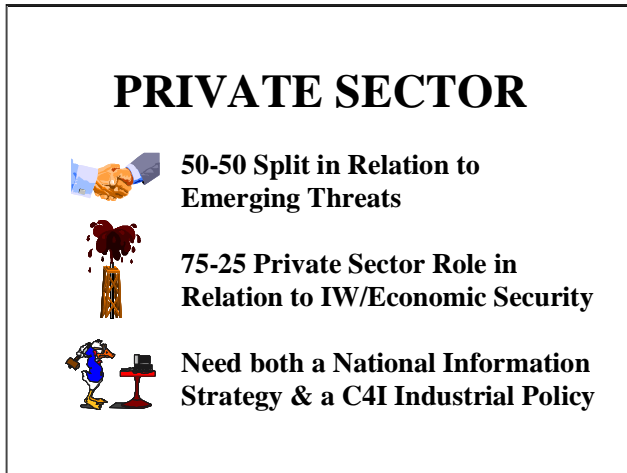 PRIVATE SECTOR
50-50 Split in Relation to
Emerging Threats
75-25 Private Sector Role in
Relation to IW/Economic Security
Need both a National Information
Strategy & a C4I Industrial Policy